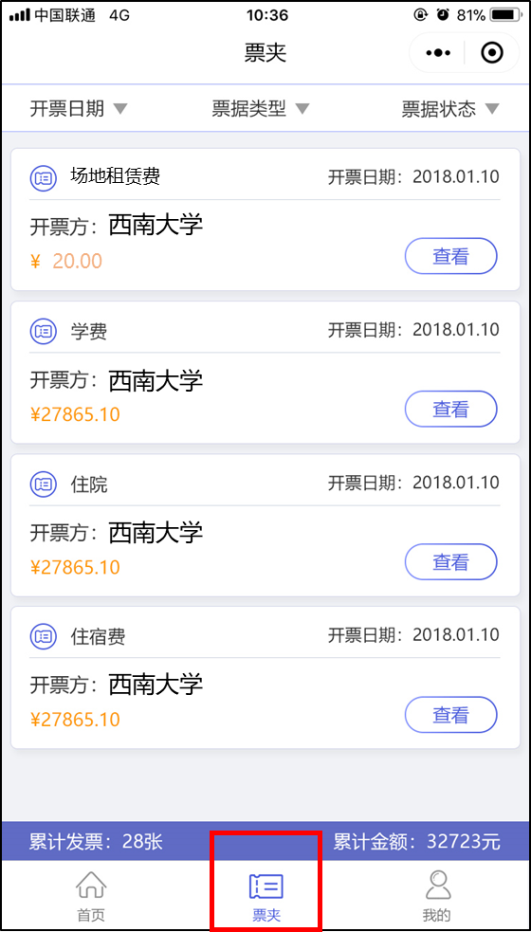 中国联通 4G 10:36 81%
票夹
开票日期 票据类型 票据状态
场地租赁费 开票日期：2018.01.10
开票方：西南大学
¥ 20.00
查看
学费 开票日期：2018.01.10
开票方：西南大学
¥27865.10
查看
住院 开票日期：2018.01.10
开票方：西南大学
¥27865.10
查看
住宿费 开票日期：2018.01.10
开票方：西南大学
¥27865.10
查看
累计发票：28张 累计金额：32723元
首页 票夹 我的